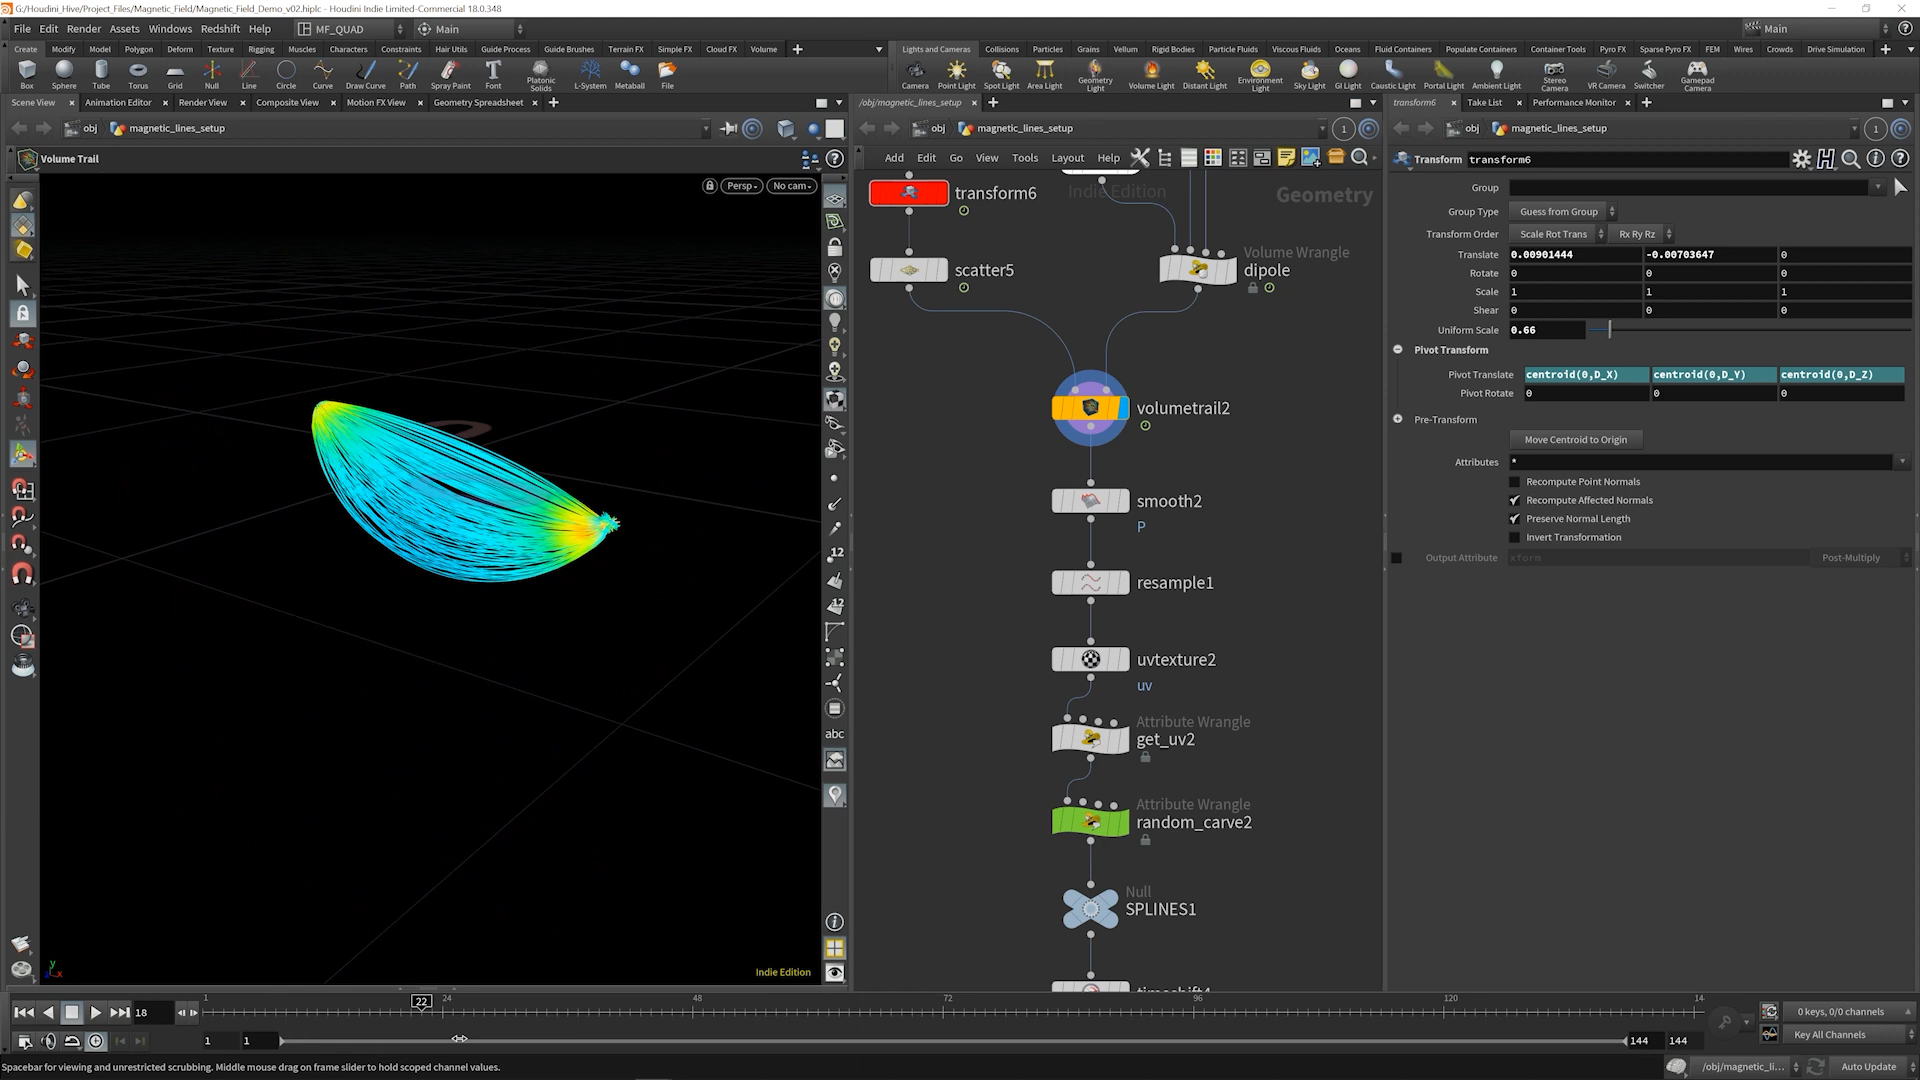 G:/Houdini_Hive/Project_Files/Magnetic_Field/Magnetic_Field_Demo_v02.hiplc - Houdini Indie Limited-Commercial 18.0.348
File Edit Render Assets Windows Redshift Help MF_QUAD Main Main
Create Modify Model Polygon Deform Texture Rigging Muscles Characters Constraints Hair Utils Guide Process Guide Brushes Terrain FX Simple FX Cloud FX Volume
Lights and Cameras Collisions Particles Grains Vellum Rigid Bodies Particle Fluids Viscous Fluids Oceans Fluid Containers Populate Containers Container Tools Pyro FX Sparse Pyro FX FEM Wires Crowds Drive Simulation
Box Sphere Tube Torus Grid Null Line Circle Curve Draw Curve Path Spray Paint Font Platonic Solids L-System Metaball File
Camera Point Light Spot Light Area Light Geometry Light Volume Light Distant Light Environment Light Sky Light GI Light Caustic Light Portal Light Ambient Light Stereo Camera VR Camera Switcher Gamepad Camera
Scene View Animation Editor Render View Composite View Motion FX View Geometry Spreadsheet
/obj/magnetic_lines_setup
transform6 Take List Performance Monitor
obj magnetic_lines_setup
obj magnetic_lines_setup 1
obj magnetic_lines_setup 1
Volume Trail
Persp No cam
12
12
abc
y
x
Indie Edition
Add Edit Go View Tools Layout Help
Indie Edition
Geometry
transform6
scatter5
Volume Wrangle
dipole
volumetrail2
smooth2
P
resample1
uvtexture2
uv
Attribute Wrangle
get_uv2
Attribute Wrangle
random_carve2
Null
SPLINES1
timeshift4
Transform transform6
Group
Group Type Guess from Group
Transform Order Scale Rot Trans Rx Ry Rz
Translate 0.00901444 -0.00703647 0
Rotate 0 0 0
Scale 1 1 1
Shear 0 0 0
Uniform Scale 0.66
Pivot Transform
Pivot Translate centroid(0,D_X) centroid(0,D_Y) centroid(0,D_Z)
Pivot Rotate 0 0 0
Pre-Transform
Move Centroid to Origin
Attributes *
Recompute Point Normals
Recompute Affected Normals
Preserve Normal Length
Invert Transformation
Output Attribute xform Post-Multiply
18 1 22 24 48 72 96 120 14
0 keys, 0/0 channels
1 1 144 144
Key All Channels
Spacebar for viewing and unrestricted scrubbing. Middle mouse drag on frame slider to hold scoped channel values.
/obj/magnetic_li... Auto Update